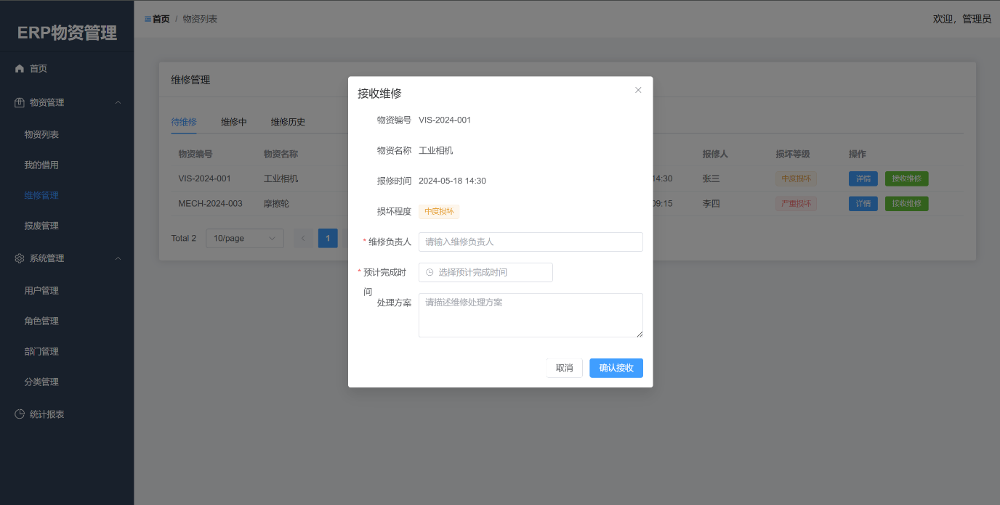 ERP物资管理
首页
物资管理
物资列表
我的借用
维修管理
报废管理
系统管理
用户管理
角色管理
部门管理
分类管理
统计报表
首页 / 物资列表
欢迎，管理员
维修管理
待维修 维修中 维修历史
物资编号 物资名称 报修人 损坏等级 操作
VIS-2024-001 工业相机 14:30 张三 中度损坏 详情 接收维修
MECH-2024-003 摩擦轮 09:15 李四 严重损坏 详情 接收维修
Total 2 10/page 1
接收维修
物资编号 VIS-2024-001
物资名称 工业相机
报修时间 2024-05-18 14:30
损坏程度 中度损坏
* 维修负责人 请输入维修负责人
* 预计完成时 选择预计完成时间
间
处理方案 请描述维修处理方案
取消 确认接收